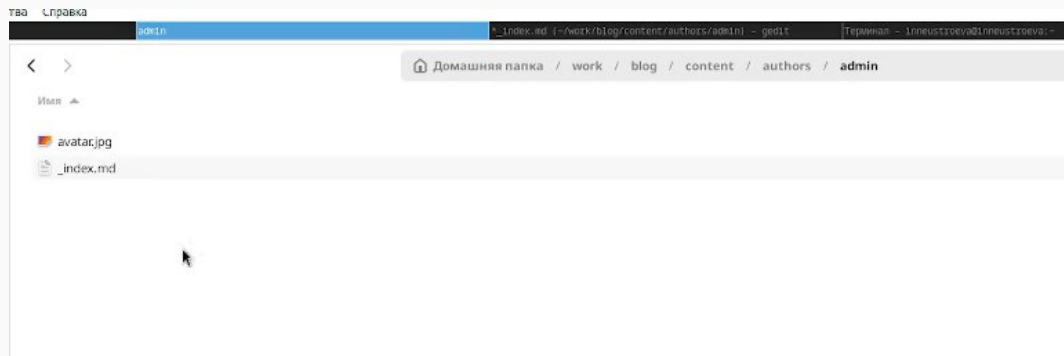 тва Справка
admin
*_index.md (~/work/blog/content/authors/admin) - gedit
Терминал - inneustroeva@inneustroeva:~
Домашняя папка / work / blog / content / authors / admin
Имя
avatar.jpg
_index.md